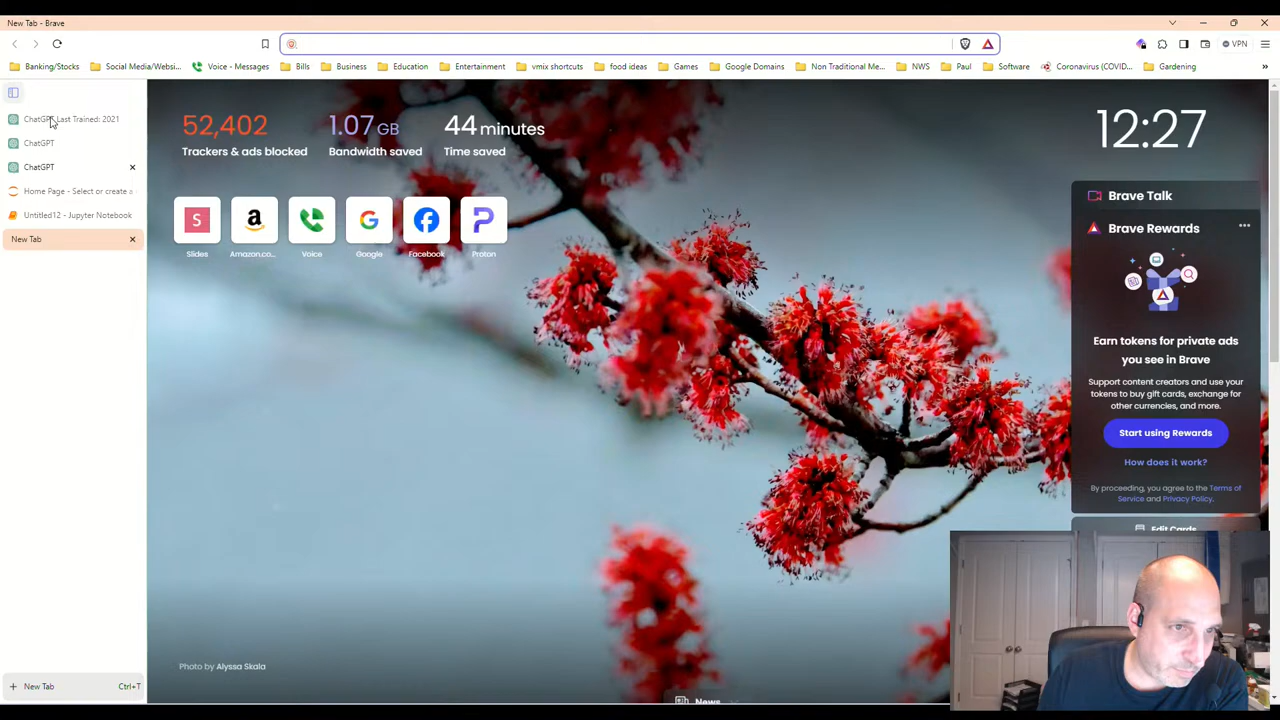 New Tab - Brave
VPN
Banking/Stocks
Social Media/Websi...
Voice - Messages
Bills
Business
Education
Entertainment
vmix shortcuts
food ideas
Games
Google Domains
Non Traditional Me...
NWS
Paul
Software
Coronavirus (COVID...
Gardening
»
ChatGPT Last Trained: 2021
ChatGPT
ChatGPT
Home Page - Select or create a
Untitled12 - Jupyter Notebook
New Tab
52,402
Trackers & ads blocked
1.07 GB
Bandwidth saved
44 minutes
Time saved
12:27
S
a
G
f
P
Slides
Amazon.co...
Voice
Google
Facebook
Proton
Brave Talk
Brave Rewards
Earn tokens for private ads
you see in Brave
Support content creators and use your
tokens to buy gift cards, exchange for
other currencies, and more.
Start using Rewards
How does it work?
By proceeding, you agree to the Terms of
Service and Privacy Policy.
Edit Cards
Photo by Alyssa Skala
News
New Tab
Ctrl+T